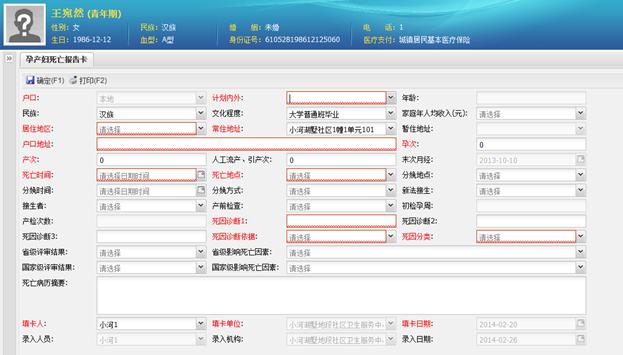 王宛然 (青年期)
性别：女 民族：汉族 婚 姻：未婚 电 话：1
生日：1986-12-12 血型：A型 身份证号：610528198612125060 医疗支付：城镇居民基本医疗保险
孕产妇死亡报告卡
确定(F1) 打印(F2)
户口: 本地 计划内外: 年龄:
民族: 汉族 文化程度: 大学普通班毕业 家庭年人均收入(元): 请选择
居住地区: 请选择 常住地址: 小河湖墅社区1幢1单元101 暂住地址:
户口地址: 孕次: 0
产次: 0 人工流产、引产次: 0 末次月经: 2013-10-10
死亡时间: 请选择日期时间 死亡地点: 请选择 分娩地点: 请选择
分娩时间: 请选择日期时间 分娩方式: 请选择 新法接生: 请选择
接生者: 请选择 产前检查: 请选择 初检孕周:
产检次数: 死因诊断1: 死因诊断2:
死因诊断3: 死因诊断依据: 请选择 死因分类: 请选择
省级评审结果: 请选择 省级影响死亡因素: 请选择
国家级评审结果: 请选择 国家级影响死亡因素: 请选择
死亡病历摘要:
填卡人: 小河1 填卡单位: 小河湖墅地段社区卫生服务中 填卡日期: 2014-02-20
录入人员: 小河1 录入机构: 小河湖墅地段社区卫生服务中 录入日期: 2014-02-26